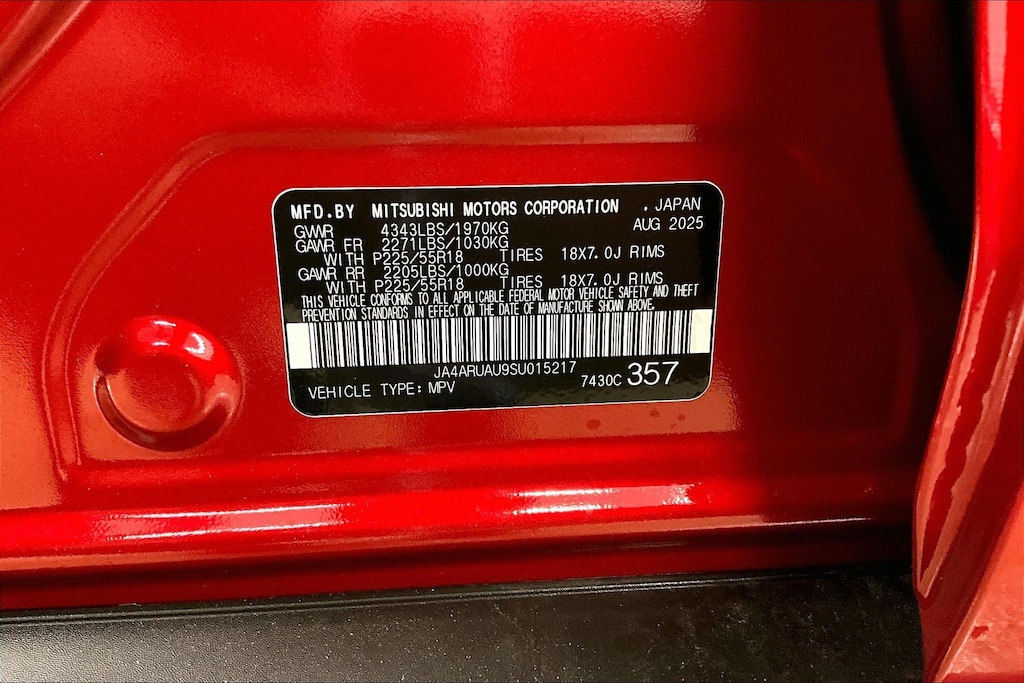 MFD.BY MITSUBISHI MOTORS CORPORATION . JAPAN
GVWR 4343LBS/1970KG AUG 2025
GAWR FR 2271LBS/1030KG
WITH P225/55R18 TIRES 18X7.0J RIMS
GAWR RR 2205LBS/1000KG
WITH P225/55R18 TIRES 18X7.0J RIMS
THIS VEHICLE CONFORMS TO ALL APPLICABLE FEDERAL MOTOR VEHICLE SAFETY AND THEFT
PREVENTION STANDARDS IN EFFECT ON THE DATE OF MANUFACTURE SHOWN ABOVE.
JA4ARUAU9SU015217
VEHICLE TYPE: MPV 7430C 357